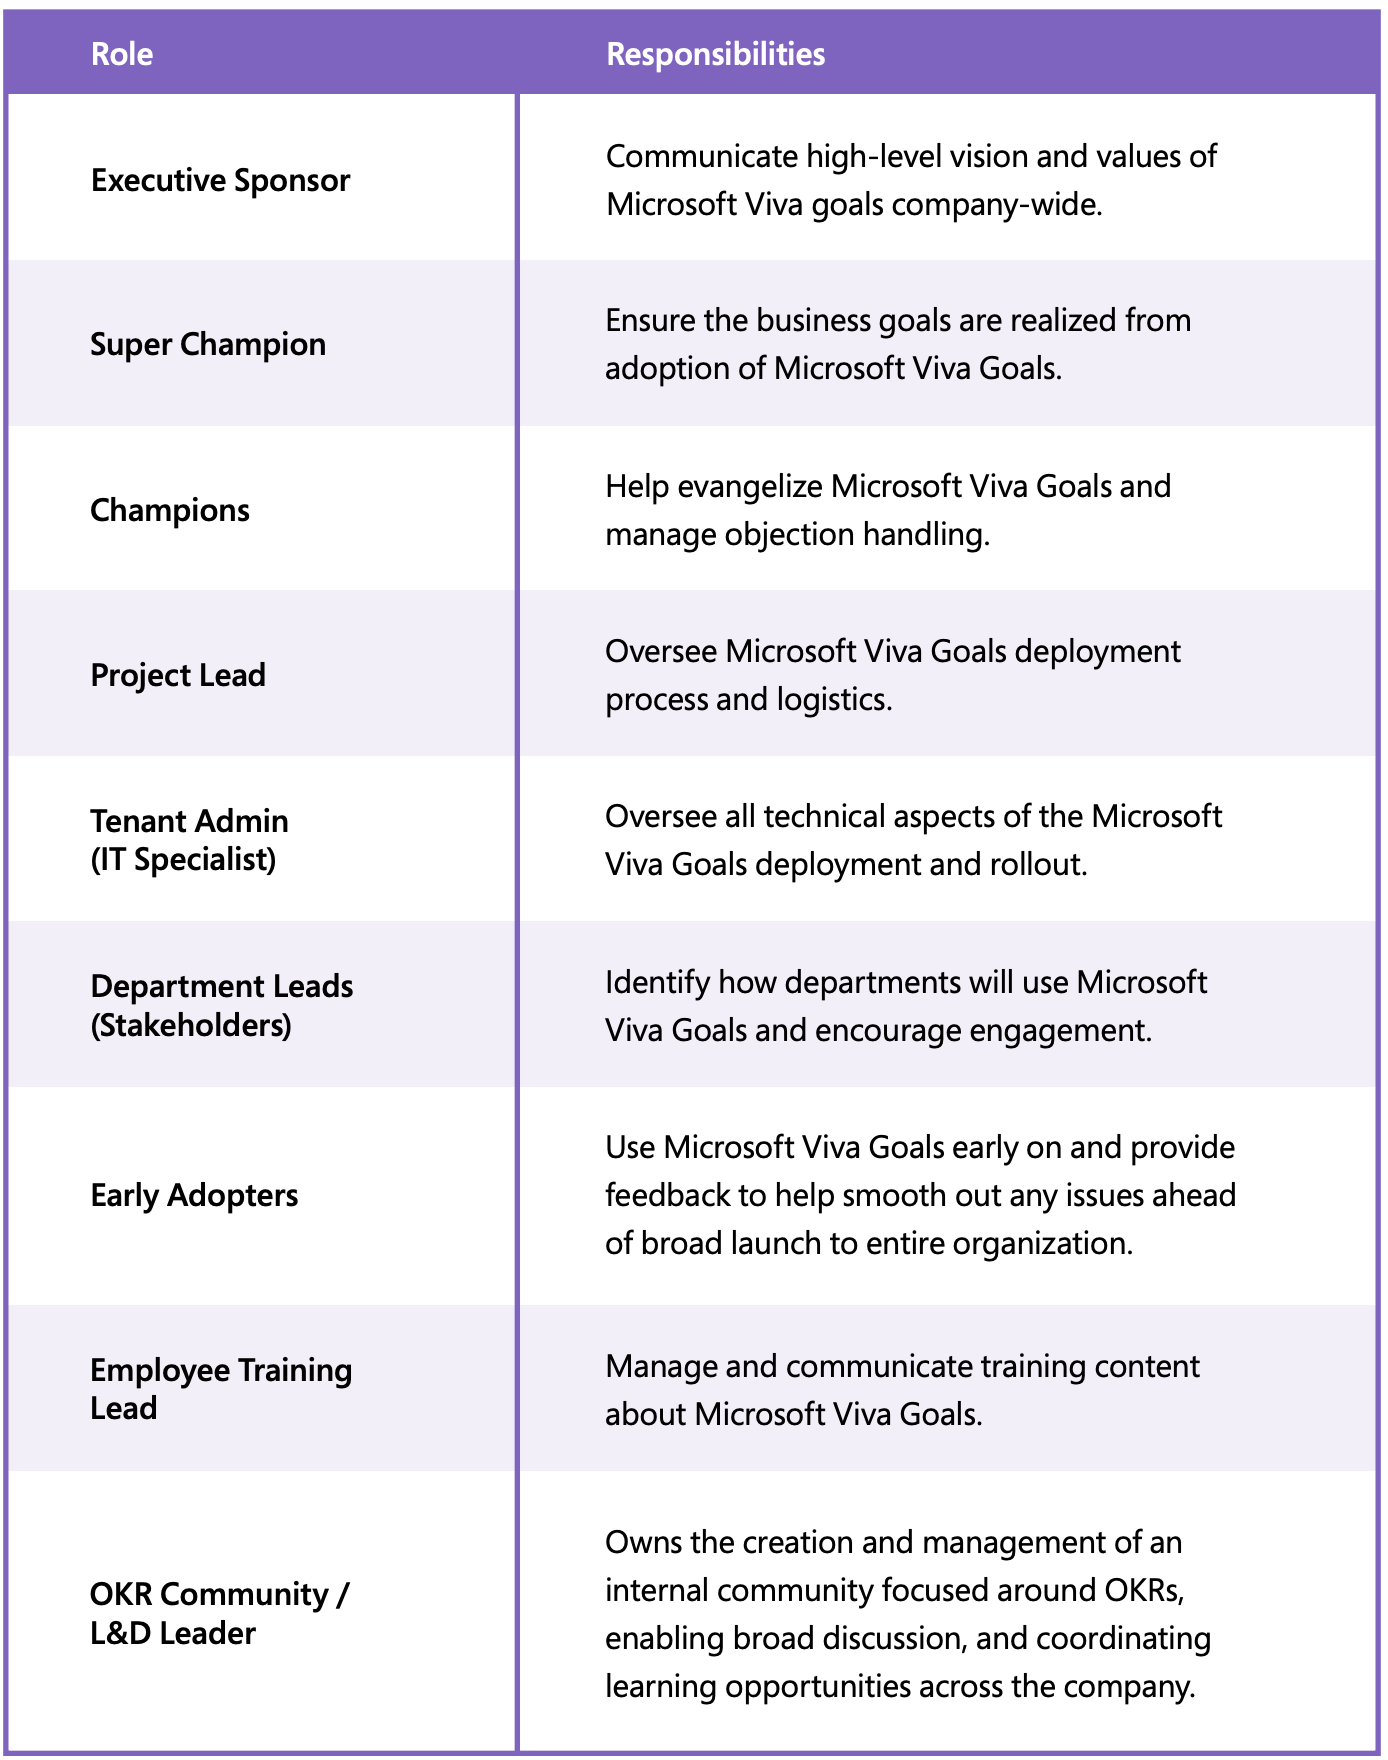 Role
Responsibilities
Executive Sponsor
Communicate high-level vision and values of
Microsoft Viva goals company-wide.
Super Champion
Ensure the business goals are realized from
adoption of Microsoft Viva Goals.
Champions
Help evangelize Microsoft Viva Goals and
manage objection handling.
Project Lead
Oversee Microsoft Viva Goals deployment
process and logistics.
Tenant Admin
(IT Specialist)
Oversee all technical aspects of the Microsoft
Viva Goals deployment and rollout.
Department Leads
(Stakeholders)
Identify how departments will use Microsoft
Viva Goals and encourage engagement.
Early Adopters
Use Microsoft Viva Goals early on and provide
feedback to help smooth out any issues ahead
of broad launch to entire organization.
Employee Training
Lead
Manage and communicate training content
about Microsoft Viva Goals.
OKR Community /
L&D Leader
Owns the creation and management of an
internal community focused around OKRs,
enabling broad discussion, and coordinating
learning opportunities across the company.